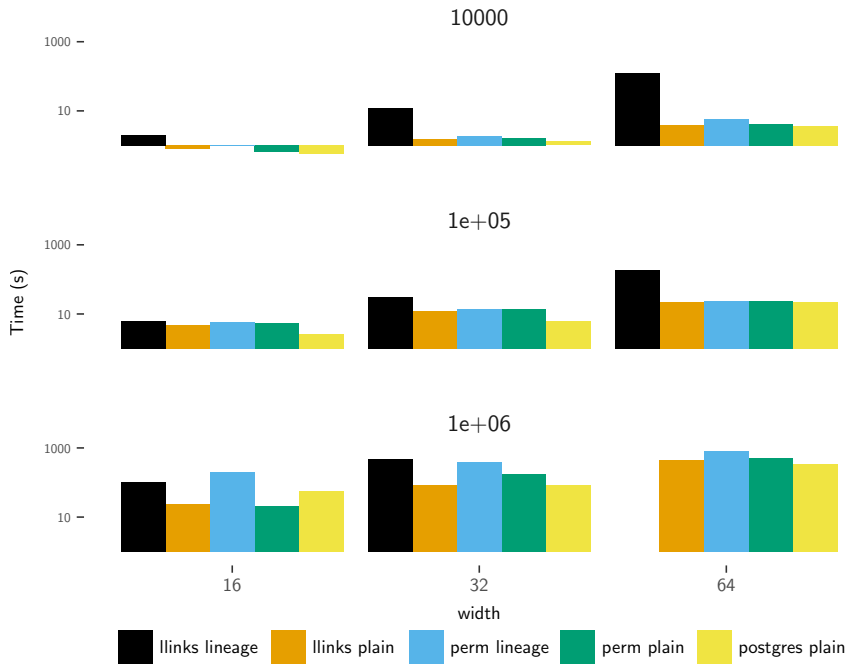 10000
1000
10
1e+05
1000
10
Time (s)
1e+06
1000
10
16 32 64
width
llinks lineage llinks plain perm lineage perm plain postgres plain